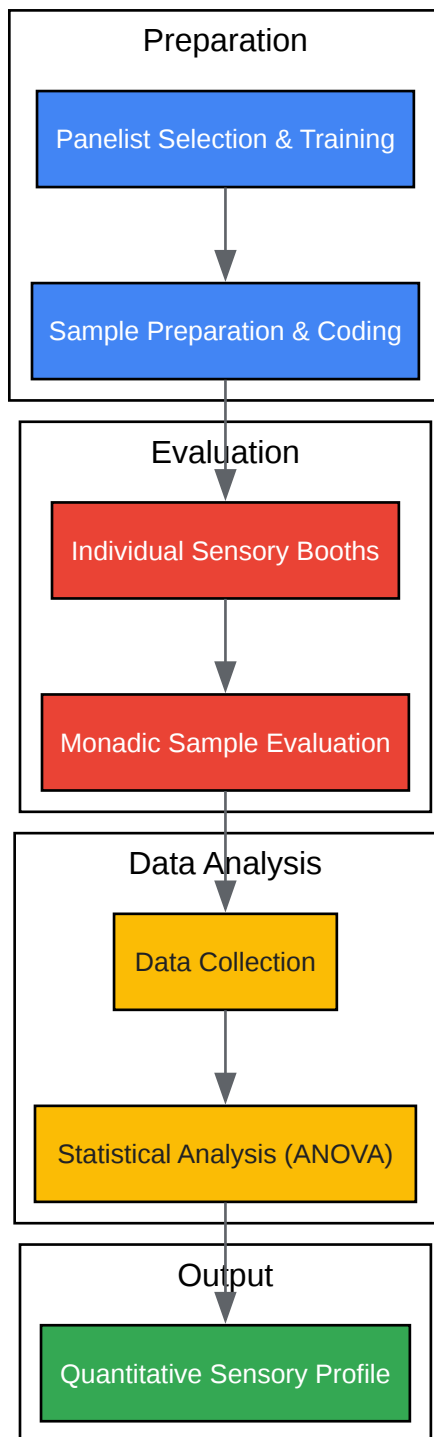 Preparation
Panelist Selection & Training
Sample Preparation & Coding
Evaluation
Individual Sensory Booths
Monadic Sample Evaluation
Data Analysis
Data Collection
Statistical Analysis (ANOVA)
Output
Quantitative Sensory Profile